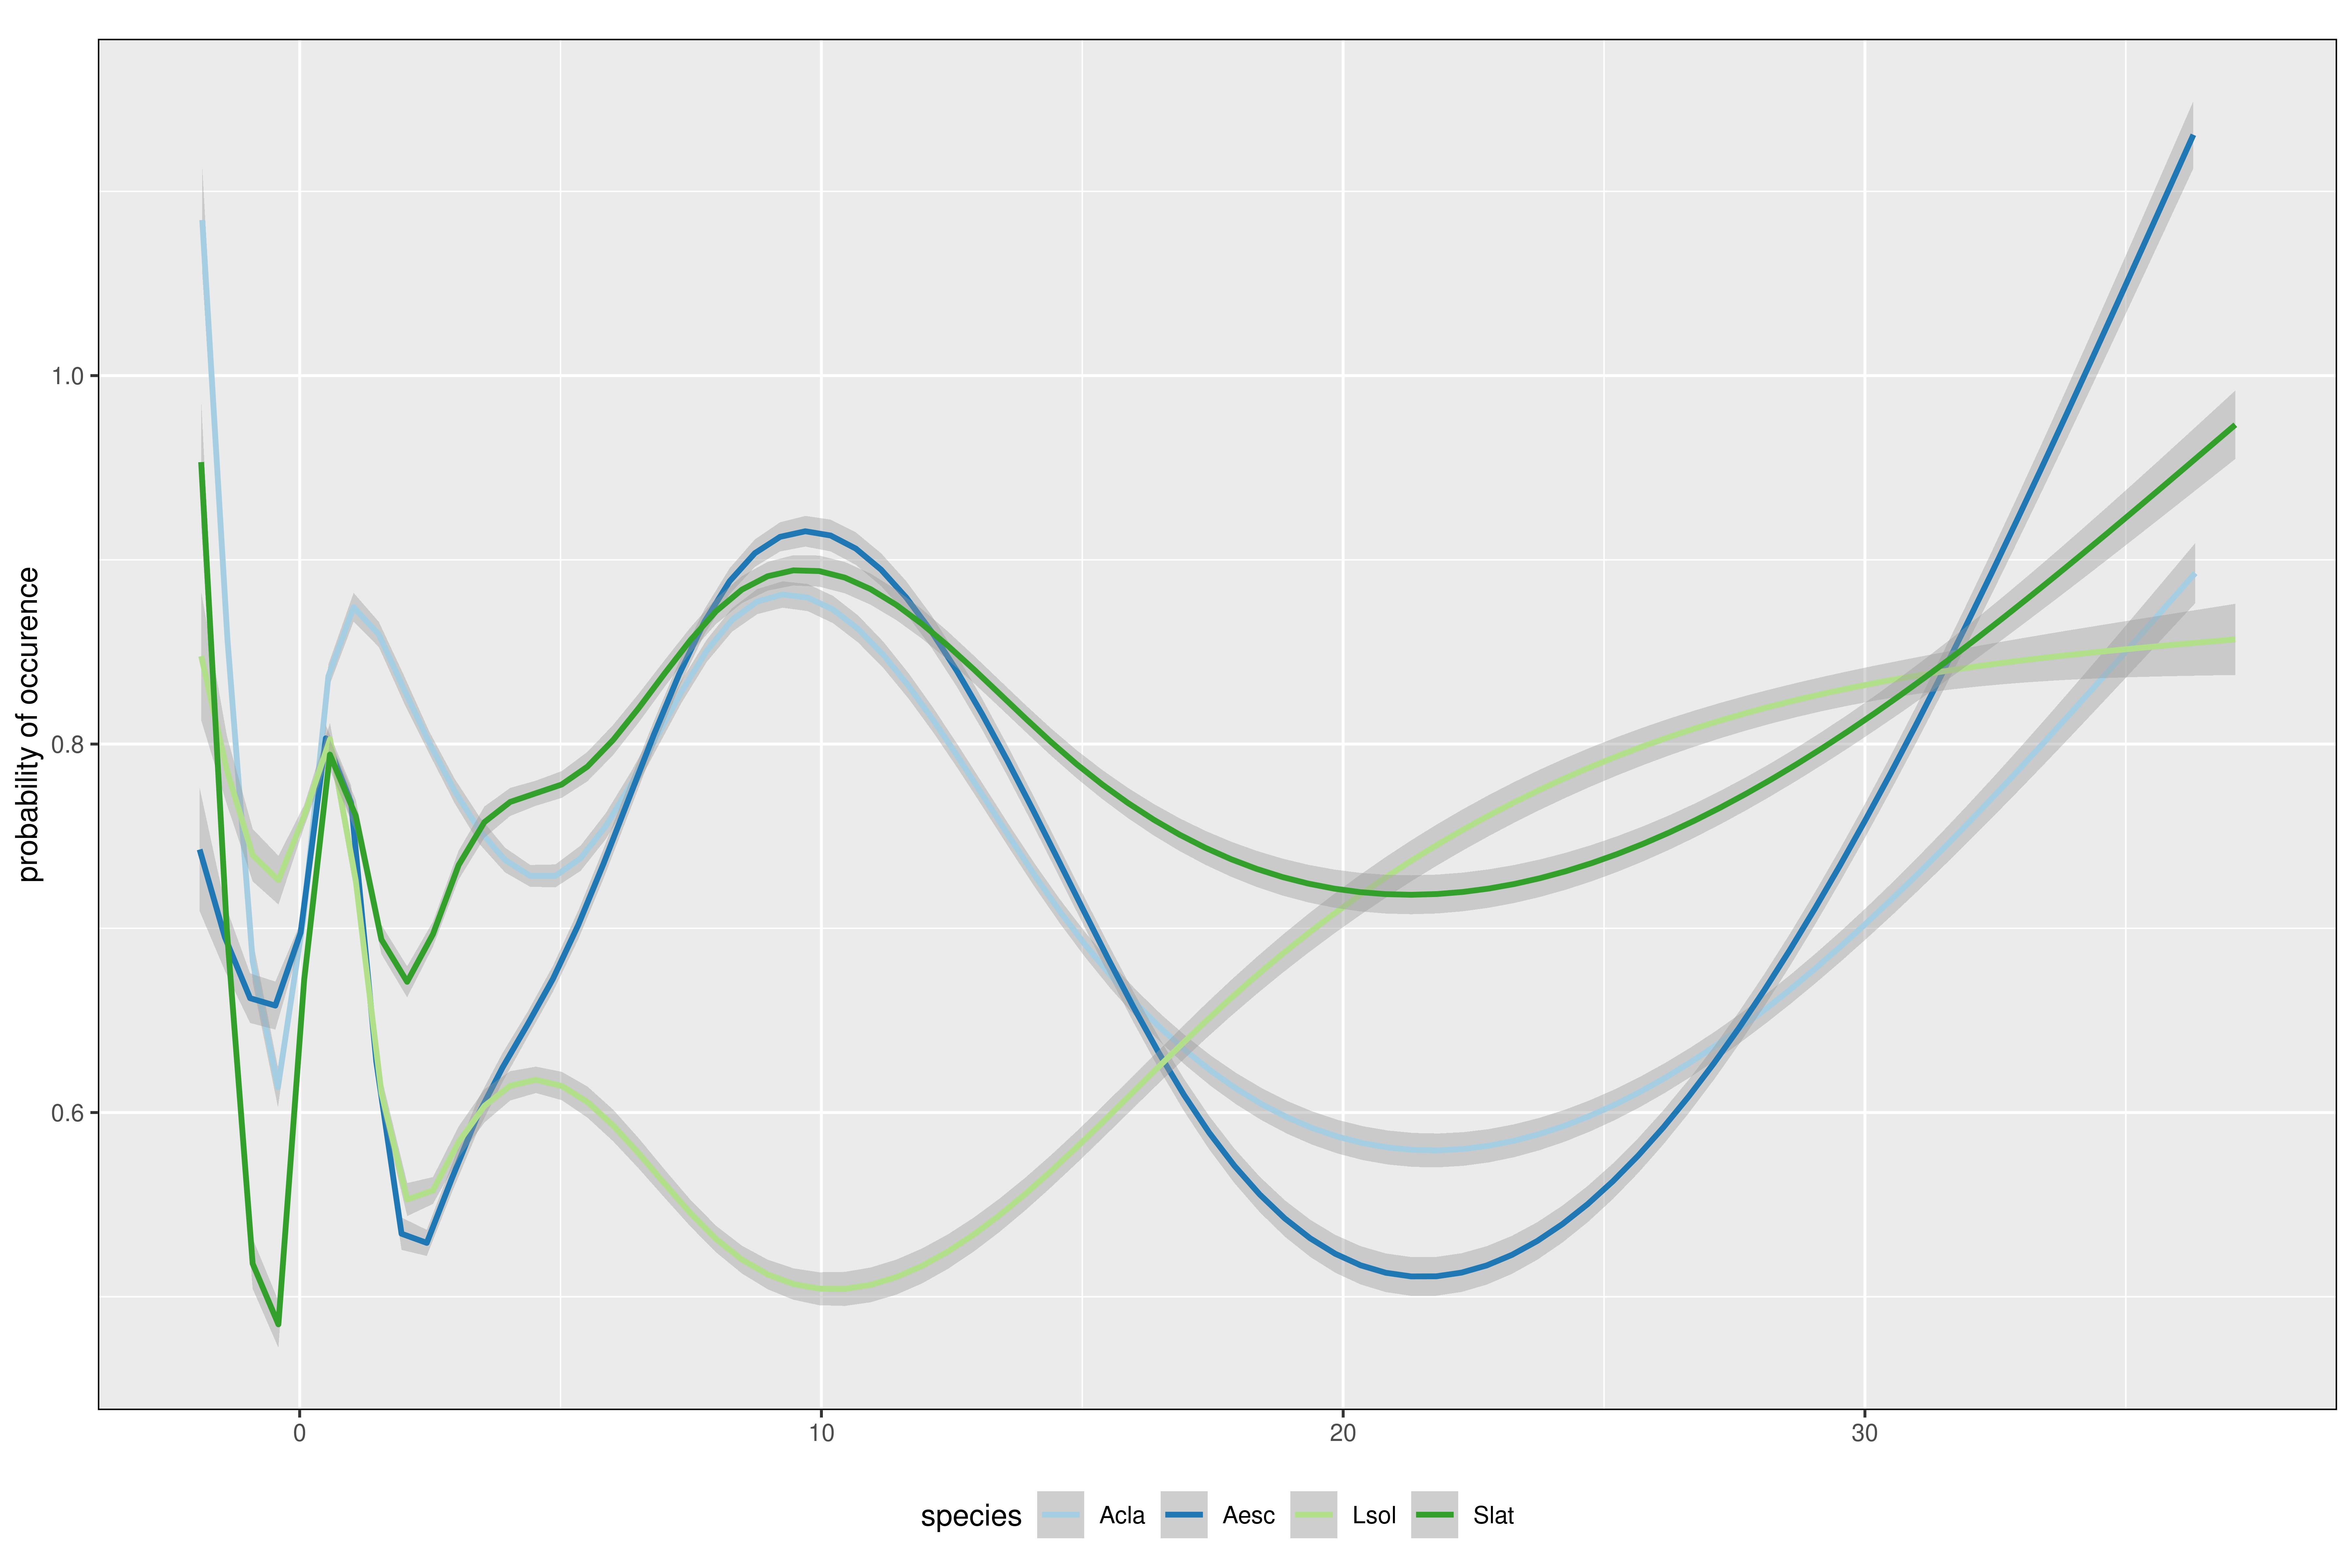 probability of occurence
1.0
0.8
0.6
0 10 20 30
species Acla Aesc Lsol Slat